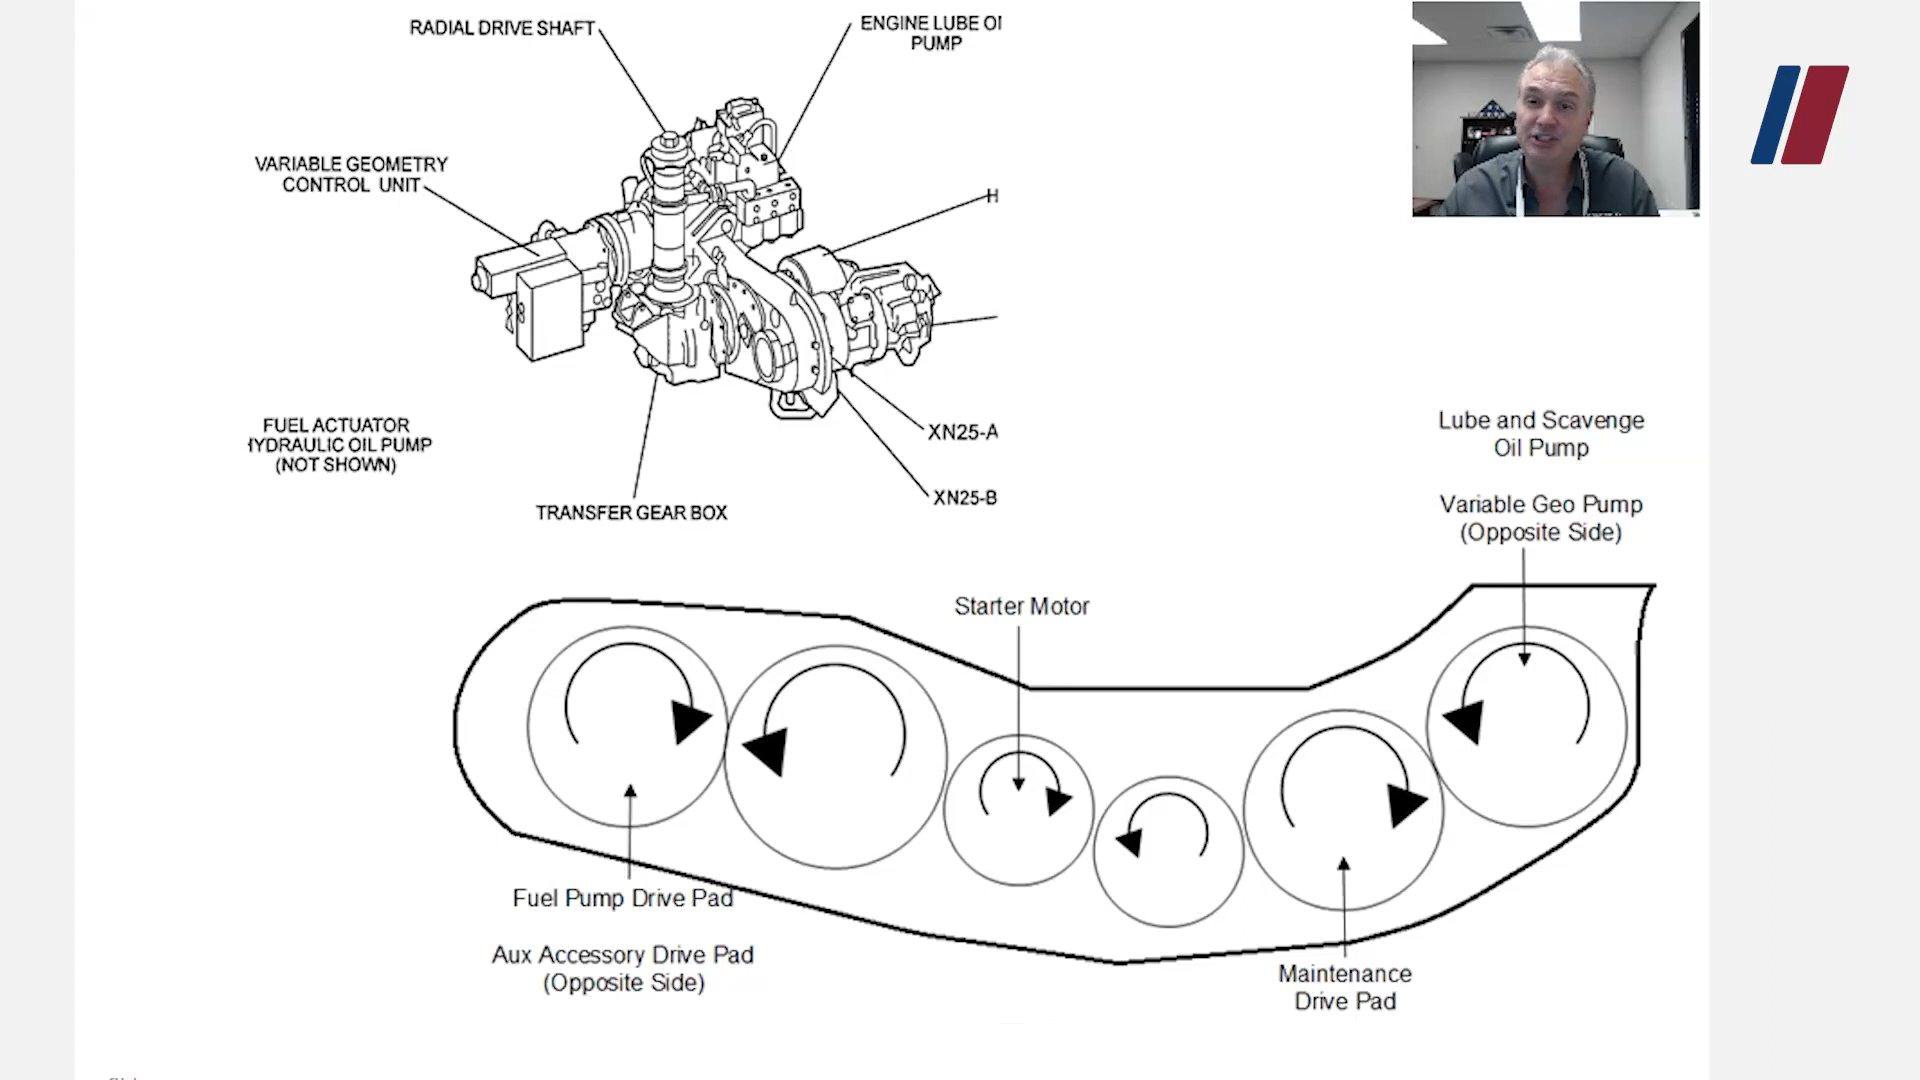 RADIAL DRIVE SHAFT
ENGINE LUBE OI
PUMP
VARIABLE GEOMETRY
CONTROL UNIT
H
FUEL ACTUATOR
HYDRAULIC OIL PUMP
(NOT SHOWN)
XN25-A
XN25-B
TRANSFER GEAR BOX
Lube and Scavenge
Oil Pump
Variable Geo Pump
(Opposite Side)
Starter Motor
Fuel Pump Drive Pad
Aux Accessory Drive Pad
(Opposite Side)
Maintenance
Drive Pad